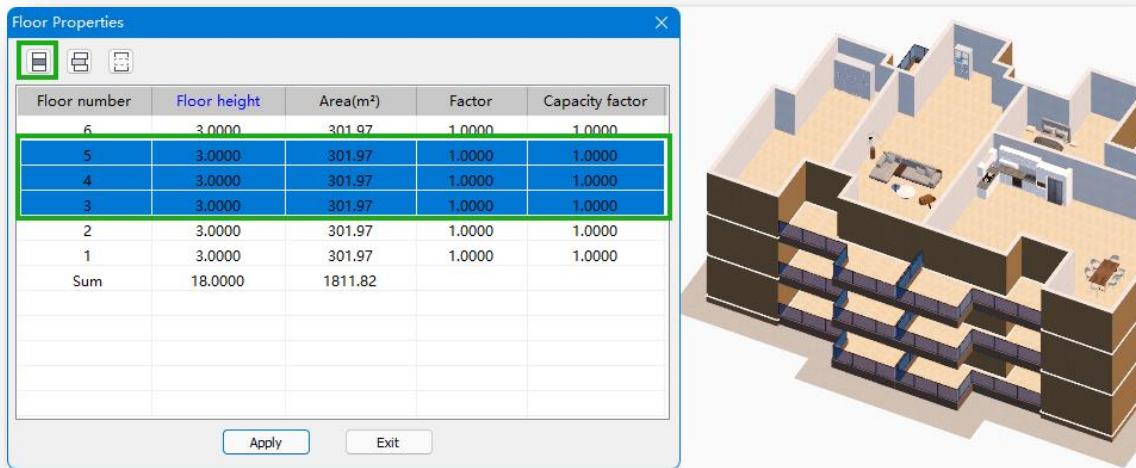 Floor Properties
Floor number Floor height Area(m²) Factor Capacity factor
6 3.0000 301.97 1.0000 1.0000
5 3.0000 301.97 1.0000 1.0000
4 3.0000 301.97 1.0000 1.0000
3 3.0000 301.97 1.0000 1.0000
2 3.0000 301.97 1.0000 1.0000
1 3.0000 301.97 1.0000 1.0000
Sum 18.0000 1811.82
Apply Exit